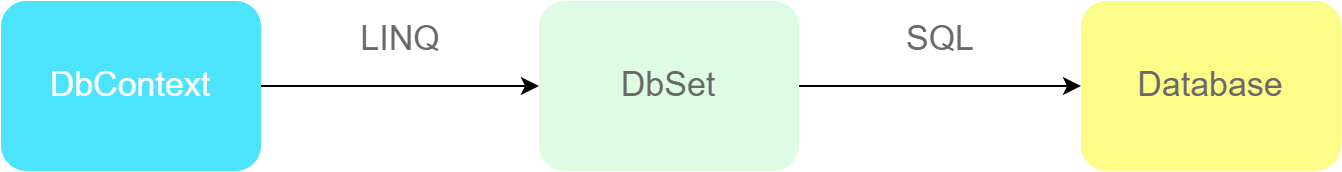 LINQ
SQL
DbContext
DbSet
Database